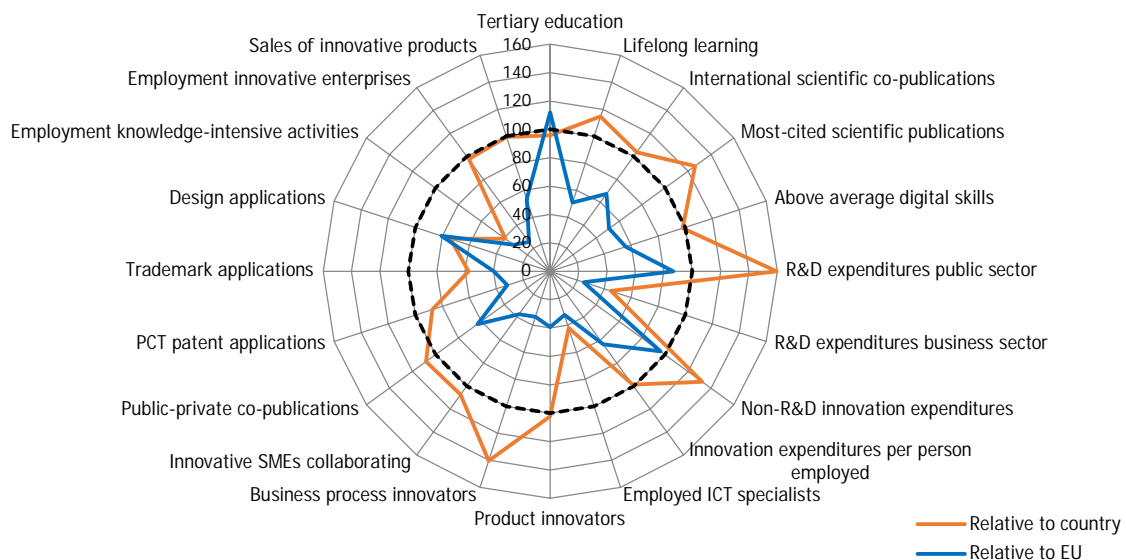 Tertiary education
Sales of innovative products
Lifelong learning
Employment innovative enterprises
International scientific co-publications
Employment knowledge-intensive activities
Most-cited scientific publications
Design applications
Above average digital skills
Trademark applications
R&D expenditures public sector
PCT patent applications
R&D expenditures business sector
Public-private co-publications
Non-R&D innovation expenditures
Innovative SMEs collaborating
Innovation expenditures per person
employed
Business process innovators
Employed ICT specialists
Product innovators
160
140
120
100
80
60
40
20
0
Relative to country
Relative to EU